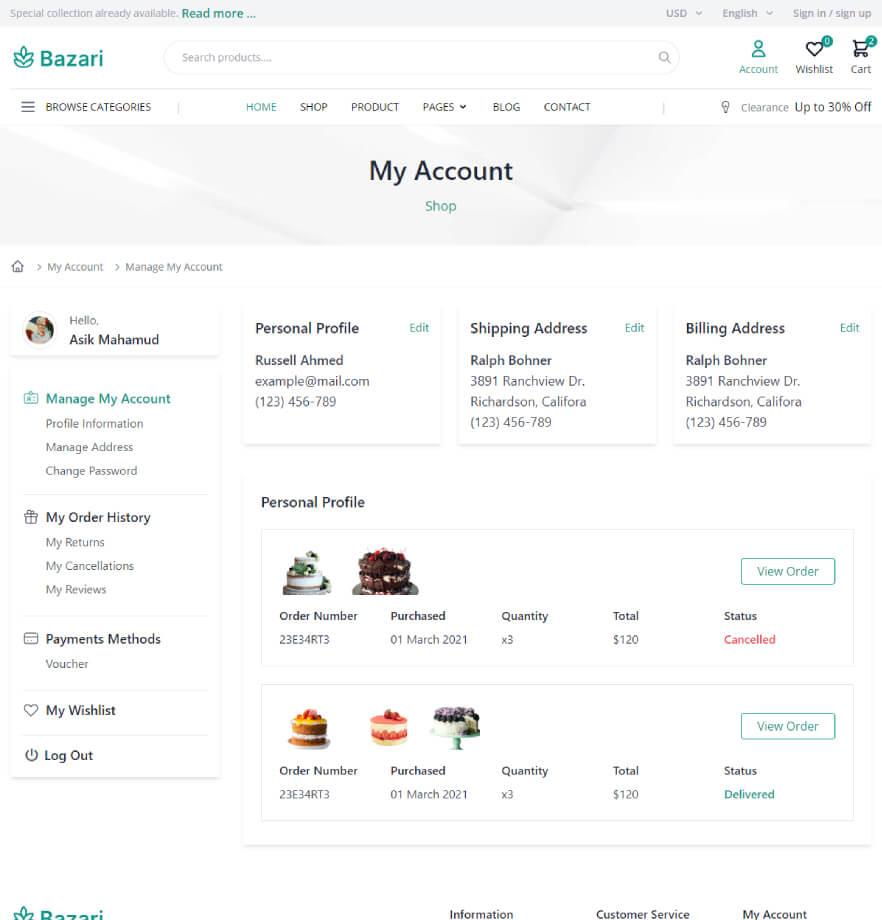 Special collection already available. Read more ...
USD English Sign in / sign up
Bazari
Search products....
Account
0
Wishlist
2
Cart
BROWSE CATEGORIES
HOME SHOP PRODUCT PAGES BLOG CONTACT
Clearance Up to 30% Off
My Account
Shop
My Account
Manage My Account
Hello,
Asik Mahamud
Manage My Account
Profile Information
Manage Address
Change Password
My Order History
My Returns
My Cancellations
My Reviews
Payments Methods
Voucher
My Wishlist
Log Out
Personal Profile Edit
Russell Ahmed
example@mail.com
(123) 456-789
Shipping Address Edit
Ralph Bohner
3891 Ranchview Dr.
Richardson, Califora
(123) 456-789
Billing Address Edit
Ralph Bohner
3891 Ranchview Dr.
Richardson, Califora
(123) 456-789
Personal Profile
View Order
Order Number Purchased Quantity Total Status
23E34RT3 01 March 2021 x3 $120 Cancelled
View Order
Order Number Purchased Quantity Total Status
23E34RT3 01 March 2021 x3 $120 Delivered
Bazari
Information Customer Service My Account